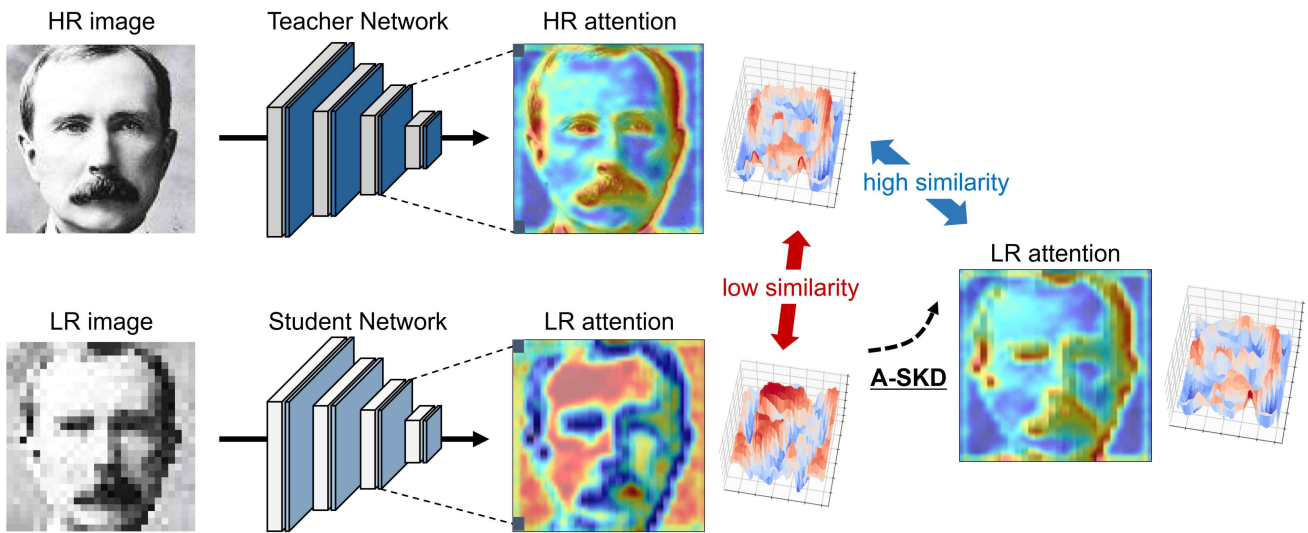 HR image
Teacher Network
HR attention
high similarity
LR attention
low similarity
LR image
Student Network
LR attention
A-SKD